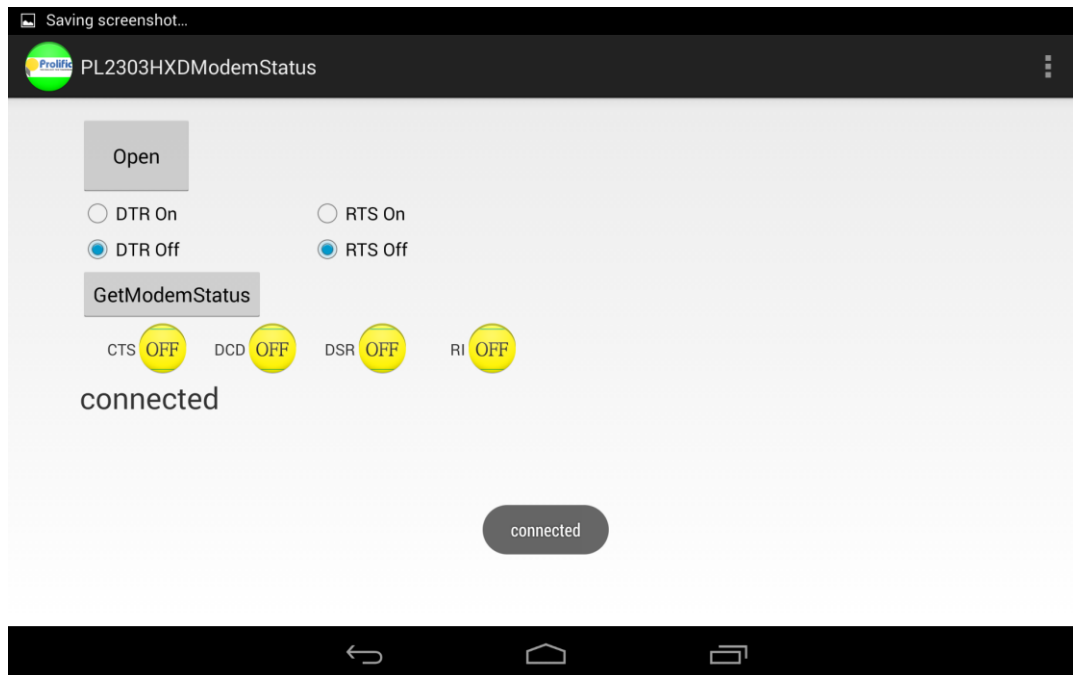 Saving screenshot...
Prolific
PL2303HXDModemStatus
Open
DTR On RTS On
DTR Off RTS Off
GetModemStatus
CTS OFF DCD OFF DSR OFF RI OFF
connected
connected